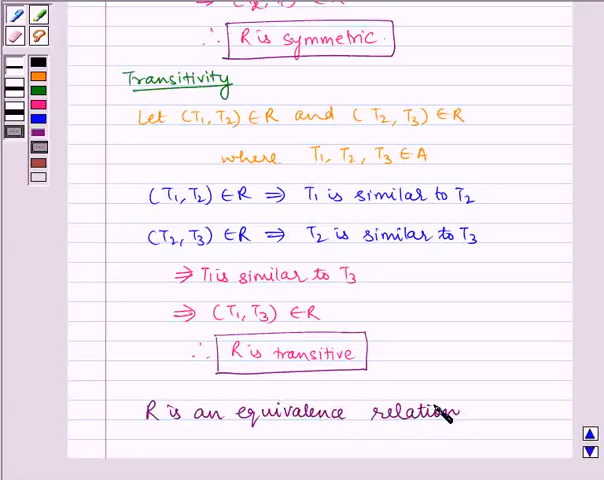 ⇒ (T2, T1) ∈ R
∴ R is symmetric.
Transitivity
Let (T1, T2) ∈ R and (T2, T3) ∈ R
where T1, T2, T3 ∈ A
(T1, T2) ∈ R ⇒ T1 is similar to T2
(T2, T3) ∈ R ⇒ T2 is similar to T3
⇒ T1 is similar to T3
⇒ (T1, T3) ∈ R
∴ R is transitive
R is an equivalence relation